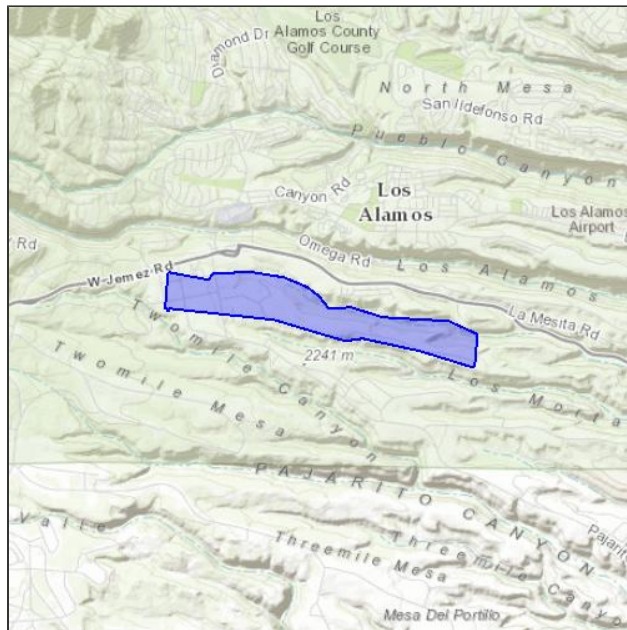 Los
Alamos County
Golf Course
Diamond Dr
North Mesa
San Ildefonso Rd
Pueblo Canyon
Canyon Rd
Los
Alamos
Los Alamos
Airport
y Rd
Omega Rd
W Jemez Rd
Los Alamos
La Mesita Rd
Twomile Canyon
2241 m
Los Morta
Twomile Mesa
PAJARITO CANYON
Valle
Threemile Mesa
Threemile Canyo
Pajarit
Mesa Del Portillo